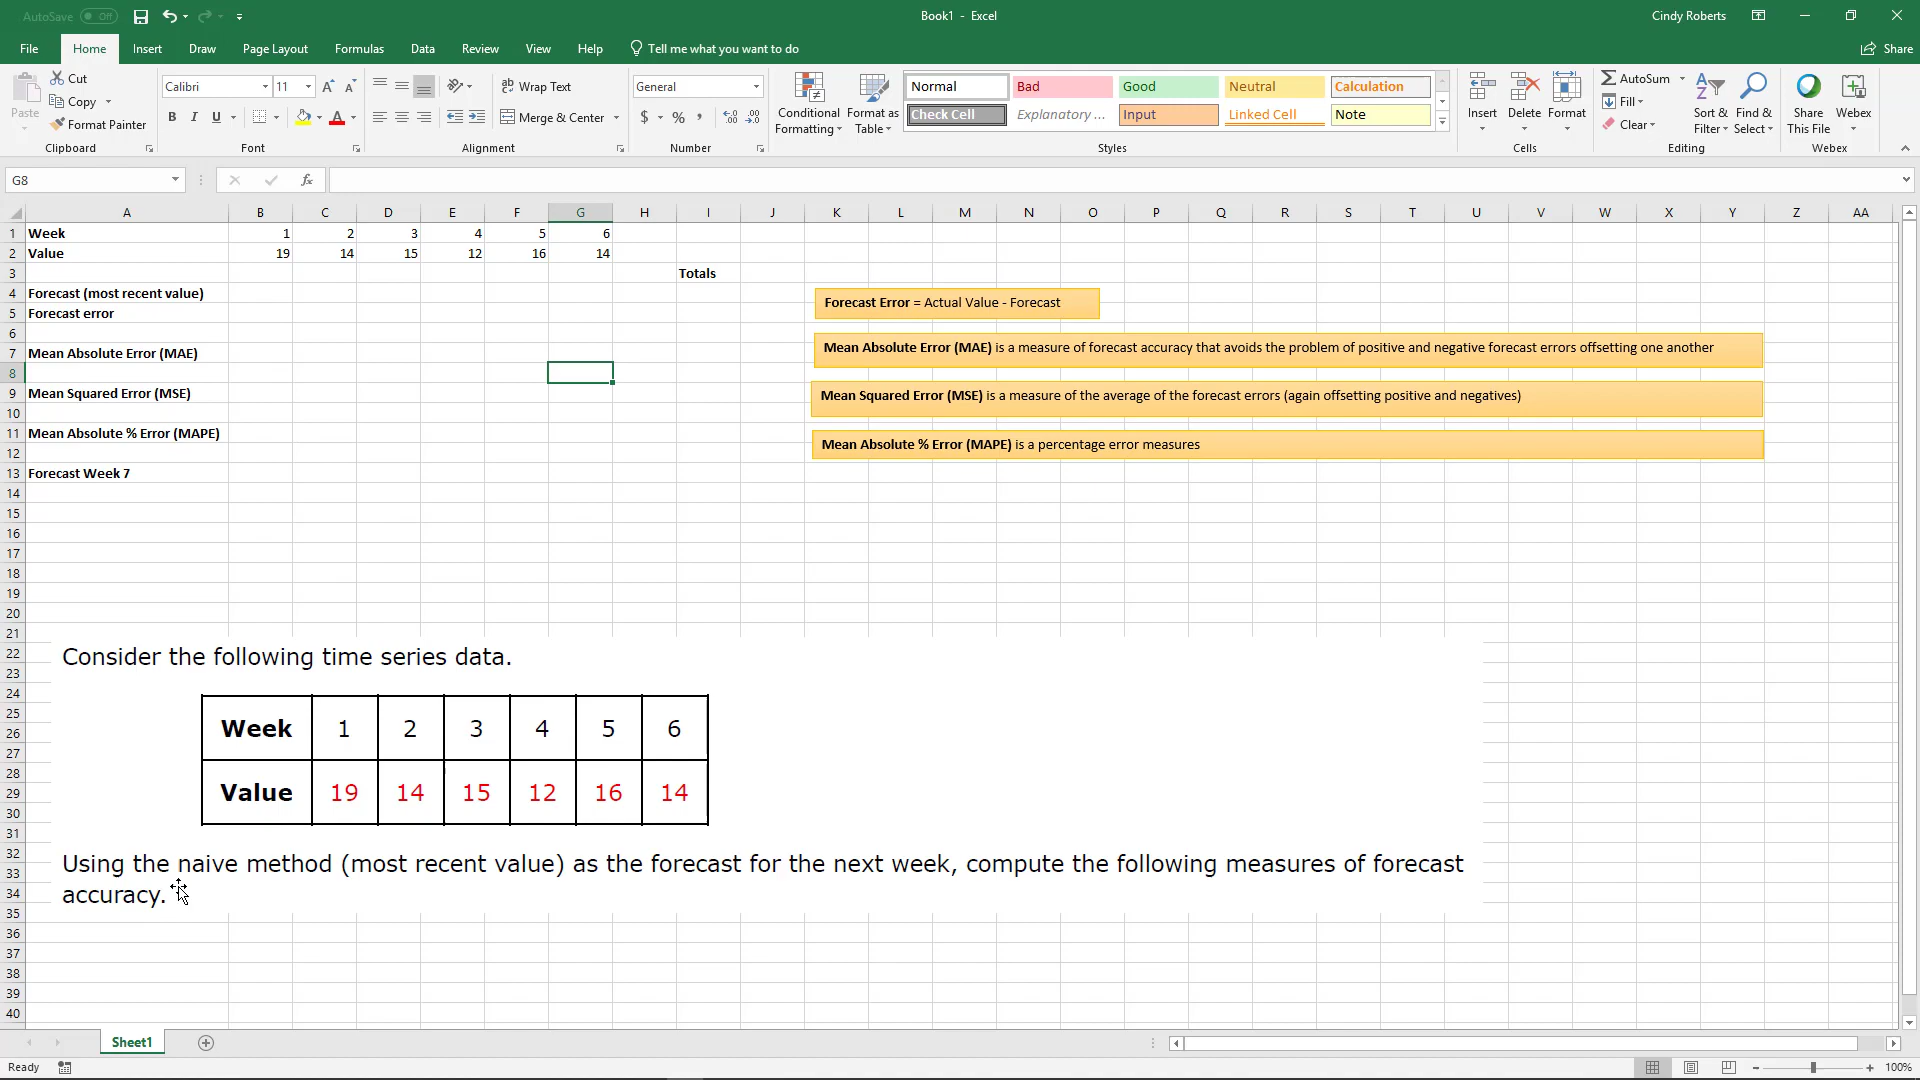 AutoSave Off
Book1 - Excel
Cindy Roberts
File Home Insert Draw Page Layout Formulas Data Review View Help Tell me what you want to do
Share
Paste
Cut
Copy
Format Painter
Clipboard
Calibri 11
B I U
Font
Wrap Text
Merge & Center
Alignment
General
$ % ,
Number
Conditional Formatting
Format as Table
Normal Bad Good Neutral Calculation
Check Cell Explanatory ... Input Linked Cell Note
Styles
Insert Delete Format
Cells
AutoSum
Fill
Clear
Sort & Filter
Find & Select
Editing
Share This File
Webex
Webex
G8
fx
A B C D E F G H I J K L M N O P Q R S T U V W X Y Z AA
1 Week 1 2 3 4 5 6
2 Value 19 14 15 12 16 14
3 Totals
4 Forecast (most recent value)
Forecast Error = Actual Value - Forecast
5 Forecast error
6
Mean Absolute Error (MAE) is a measure of forecast accuracy that avoids the problem of positive and negative forecast errors offsetting one another
7 Mean Absolute Error (MAE)
8
9 Mean Squared Error (MSE)
Mean Squared Error (MSE) is a measure of the average of the forecast errors (again offsetting positive and negatives)
10
11 Mean Absolute % Error (MAPE)
Mean Absolute % Error (MAPE) is a percentage error measures
12
13 Forecast Week 7
14
15
16
17
18
19
20
21
22
23
24
25
26
27
28
29
30
31
32
33
34
35
36
37
38
39
40
Consider the following time series data.
Week 1 2 3 4 5 6
Value 19 14 15 12 16 14
Using the naive method (most recent value) as the forecast for the next week, compute the following measures of forecast
accuracy.
Sheet1
Ready
100%